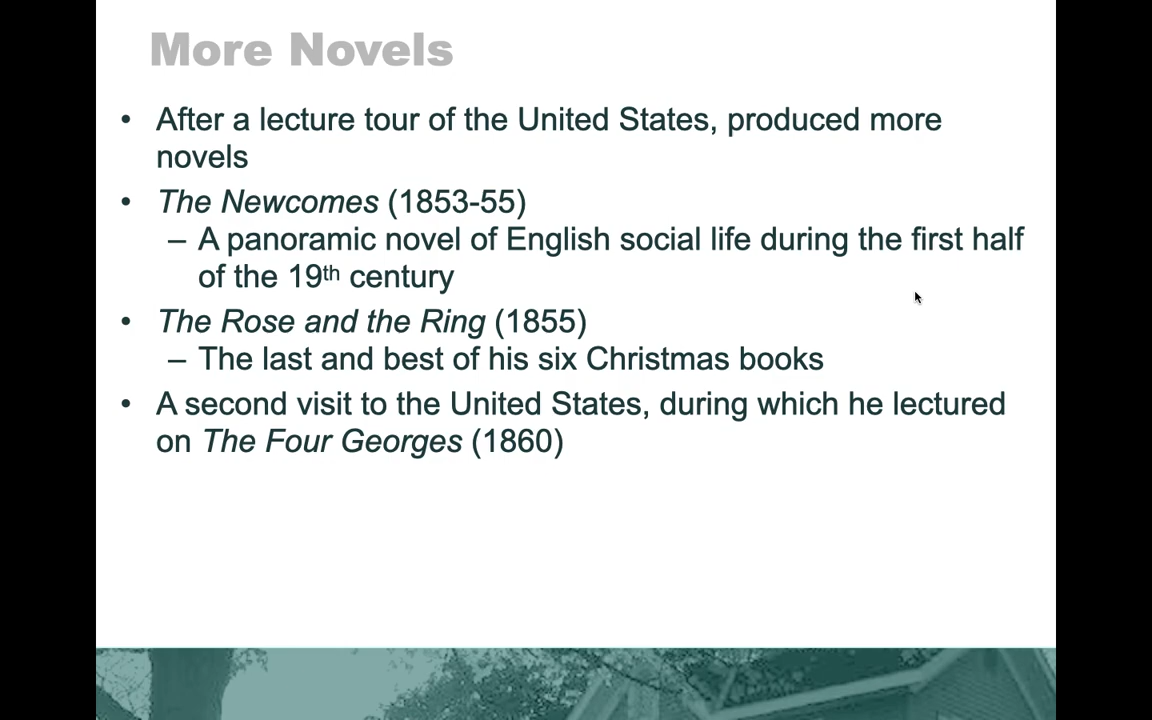 More Novels
• After a lecture tour of the United States, produced more
novels
• The Newcomes (1853-55)
– A panoramic novel of English social life during the first half
of the 19th century
• The Rose and the Ring (1855)
– The last and best of his six Christmas books
• A second visit to the United States, during which he lectured
on The Four Georges (1860)